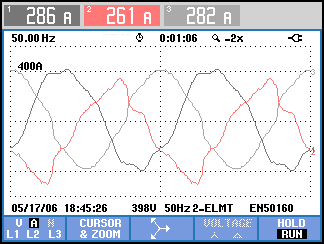 1 286 A 2 261 A 3 282 A
50.00Hz 0:01:06 -2x
400A
05/17/06 18:45:26 398V 50Hz 2-ELMT EN50160
V A N CURSOR VOLTAGE HOLD
L1 L2 L3 & ZOOM RUN